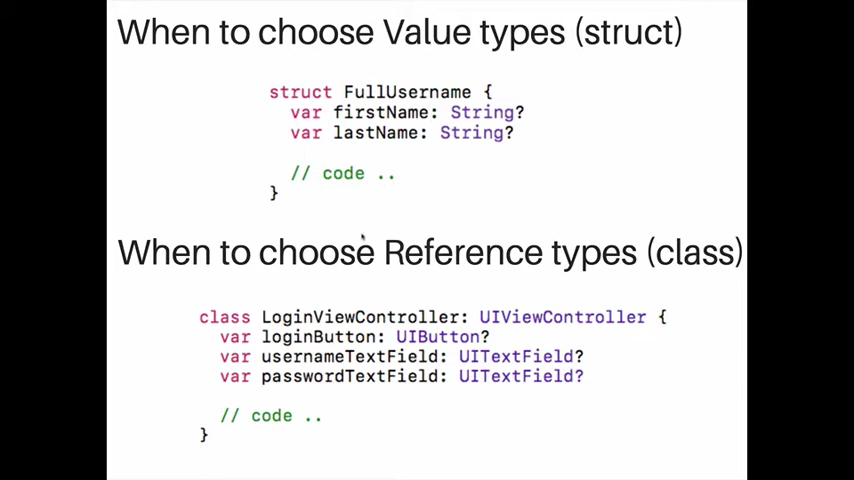 When to choose Value types (struct)
struct FullUsername {
var firstName: String?
var lastName: String?
// code ..
}
When to choose Reference types (class)
class LoginViewController: UIViewController {
var loginButton: UIButton?
var usernameTextField: UITextField?
var passwordTextField: UITextField?
// code ..
}